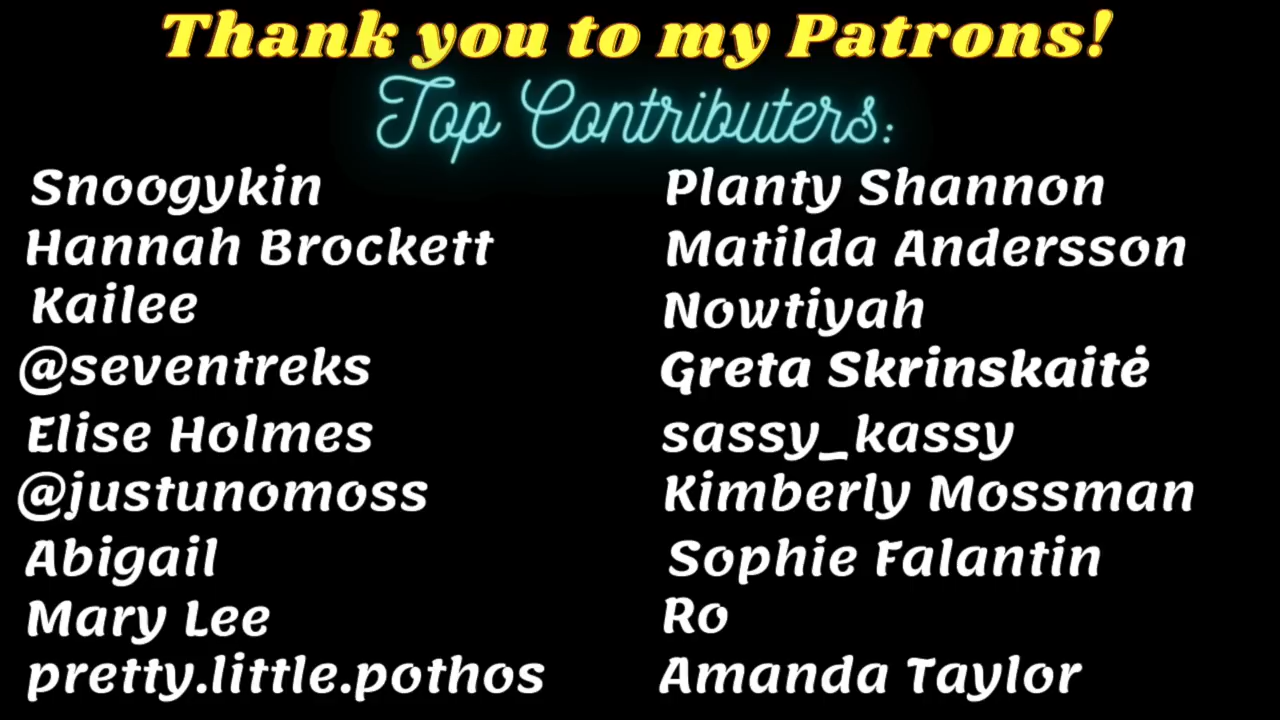 Thank you to my Patrons!
Top Contributers:
Snoogykin
Hannah Brockett
Kailee
@seventreks
Elise Holmes
@justunomoss
Abigail
Mary Lee
pretty.little.pothos
Planty Shannon
Matilda Andersson
Nowtiyah
Greta Skrinskaitė
sassy_kassy
Kimberly Mossman
Sophie Falantin
Ro
Amanda Taylor